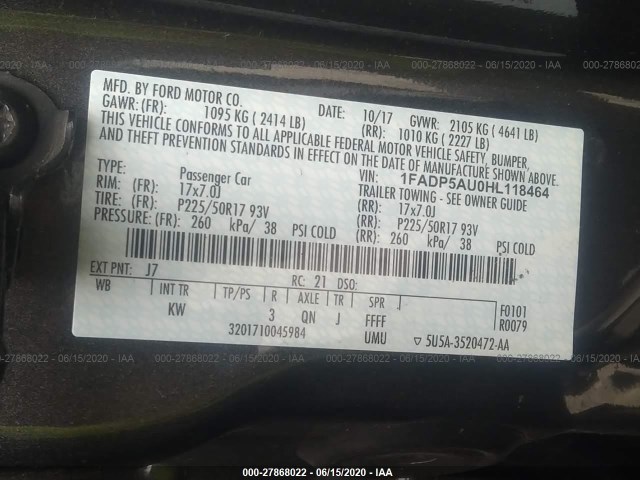 000-27868022 - 06/15/2020 - IAA
MFD. BY FORD MOTOR CO. DATE: 10/17 GVWR: 2105 KG ( 4641 LB)
GAWR: (FR): 1095 KG ( 2414 LB) (RR): 1010 KG ( 2227 LB)
THIS VEHICLE CONFORMS TO ALL APPLICABLE FEDERAL MOTOR VEHICLE SAFETY, BUMPER,
AND THEFT PREVENTION STANDARDS IN EFFECT ON THE DATE OF MANUFACTURE SHOWN ABOVE.
VIN: 1FADP5AU0HL118464
TYPE: Passenger Car TRAILER TOWING - SEE OWNER GUIDE
RIM: (FR): 17x7.0J (RR): 17x7.0J
TIRE: (FR): P225/50R17 93V (RR): P225/50R17 93V
PRESSURE: (FR): 260 kPa/ 38 PSI COLD (RR): 260 kPa/ 38 PSI COLD
EXT PNT: J7 RC: 21 DSO:
WB INT TR TP/PS R AXLE TR SPR F0101
KW 3 QN J FFFF R0079
3201710045984 UMU ▽ 5U5A-3520472-AA
000-27868022 - 06/15/2020 - IAA